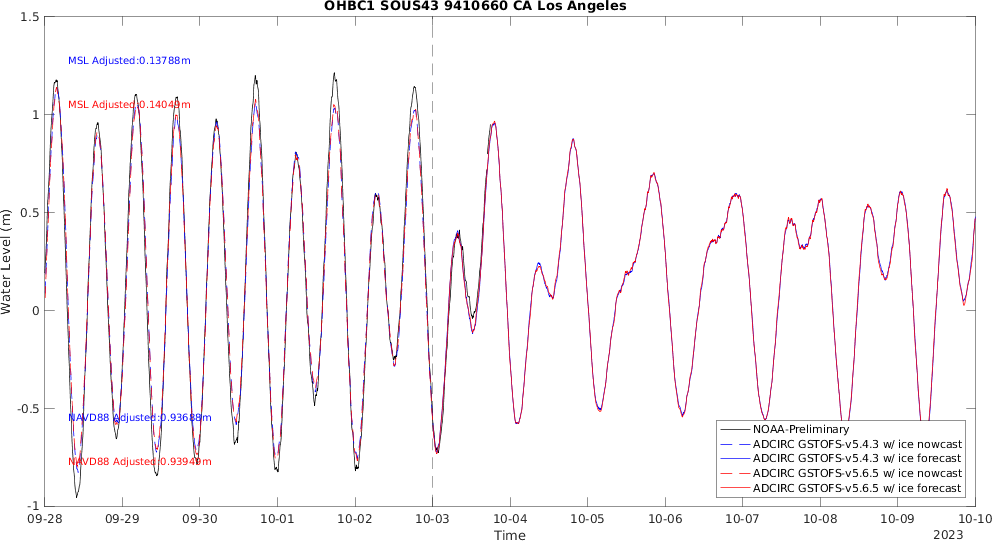 OHBC1 SOUS43 9410660 CA Los Angeles
1.5
MSL Adjusted:0.13788m
1
MSL Adjusted:0.14049m
0.5
Water Level (m)
0
-0.5
NAVD88 Adjusted:0.93688m
NAVD88 Adjusted:0.93949m
-1
NOAA-Preliminary
ADCIRC GSTOFS-v5.4.3 w/ ice nowcast
ADCIRC GSTOFS-v5.4.3 w/ ice forecast
ADCIRC GSTOFS-v5.6.5 w/ ice nowcast
ADCIRC GSTOFS-v5.6.5 w/ ice forecast
09-28 09-29 09-30 10-01 10-02 10-03 10-04 10-05 10-06 10-07 10-08 10-09 10-10
Time
2023